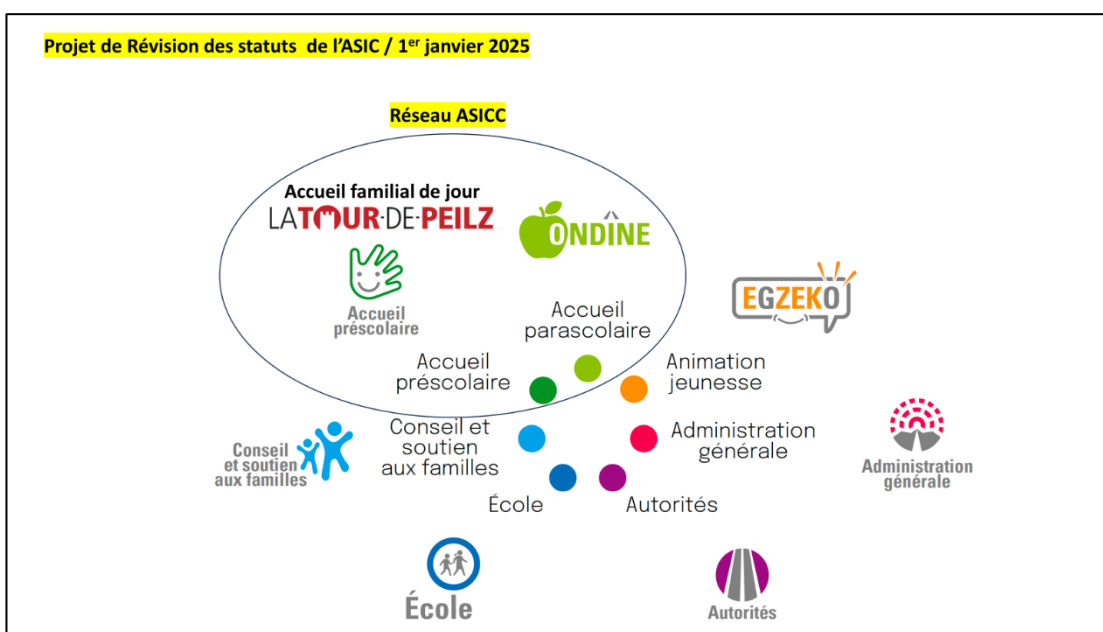 Projet de Révision des statuts de l'ASIC / 1er janvier 2025
Réseau ASICC
Accueil familial de jour
LATOUR-DE-PEILZ
ONDÎNE
Accueil
préscolaire
EGZEKO
Accueil
parascolaire
Accueil
préscolaire
Animation
jeunesse
Conseil et
soutien
aux familles
Administration
générale
Conseil
et soutien
aux familles
Administration
générale
École
Autorités
École
Autorités